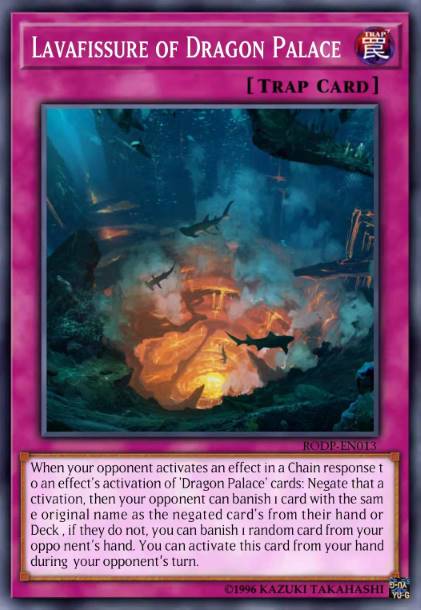 LAVAFISSURE OF DRAGON PALACE
TRAP
罠
[TRAP CARD]
RODP-EN013
When your opponent activates an effect in a Chain response t
o an effect's activation of 'Dragon Palace' cards: Negate that a
ctivation, then your opponent can banish 1 card with the sam
e original name as the negated card's from their hand or
Deck , if they do not, you can banish 1 random card from your
opponent's hand. You can activate this card from your hand
during your opponent's turn.
©1996 KAZUKI TAKAHASHI